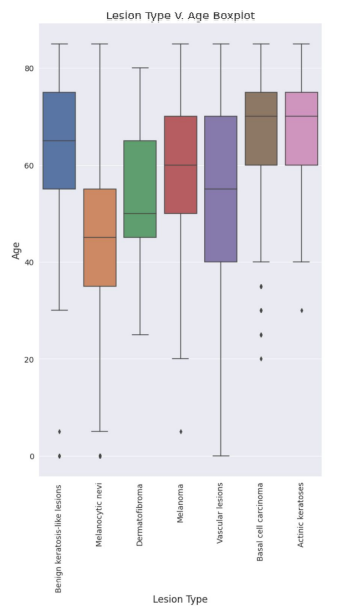 Lesion Type V. Age Boxplot
80
60
40
20
0
Age
Benign keratosis-like lesions
Melanocytic nevi
Dermatofibroma
Melanoma
Vascular lesions
Basal cell carcinoma
Actinic keratoses
Lesion Type